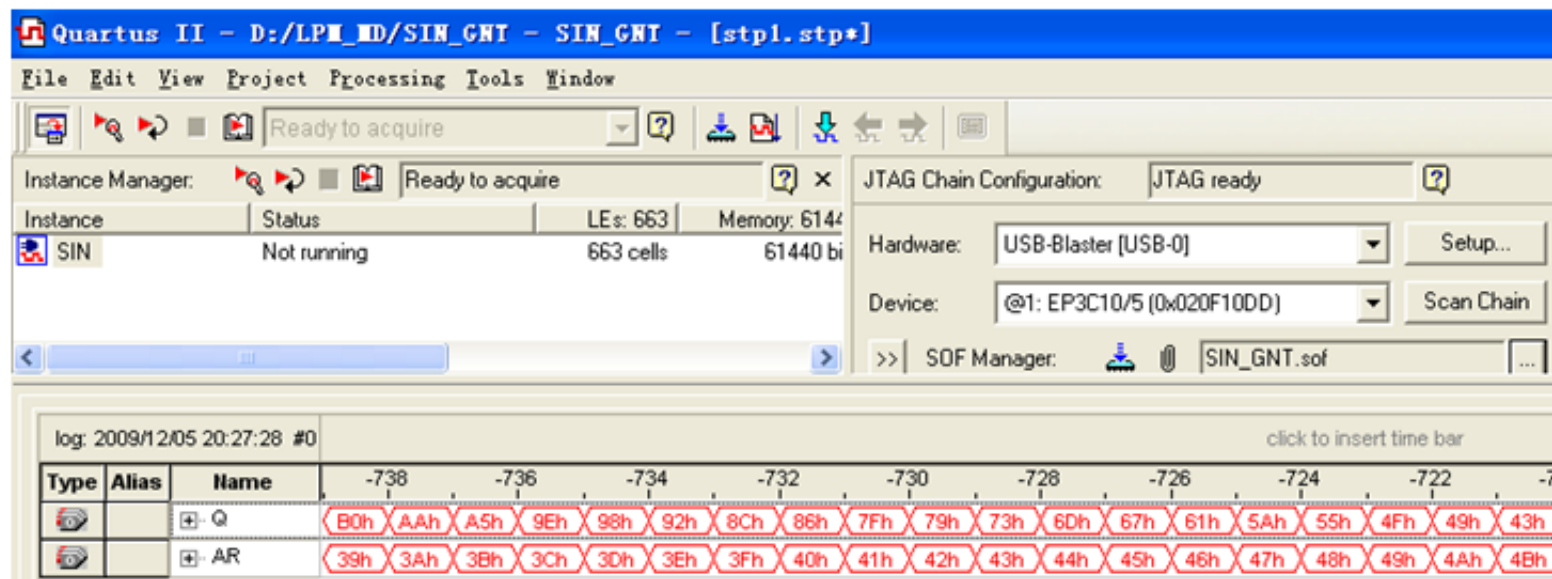 Quartus II - D:/LPM_MD/SIN_GNT - SIN_GNT - [stp1.stp*]
File Edit View Project Processing Tools Window
Ready to acquire
Instance Manager: Ready to acquire
JTAG Chain Configuration: JTAG ready
Instance Status LEs: 663 Memory: 6144
SIN Not running 663 cells 61440 bi
Hardware: USB-Blaster [USB-0] Setup...
Device: @1: EP3C10/5 (0x020F10DD) Scan Chain
>> SOF Manager: SIN_GNT.sof ...
log: 2009/12/05 20:27:28 #0 click to insert time bar
Type Alias Name -738 -736 -734 -732 -730 -728 -726 -724 -722 -7
Q B0h AAh A5h 9Eh 98h 92h 8Ch 86h 7Fh 79h 73h 6Dh 67h 61h 5Ah 55h 4Fh 49h 43h
AR 39h 3Ah 3Bh 3Ch 3Dh 3Eh 3Fh 40h 41h 42h 43h 44h 45h 46h 47h 48h 49h 4Ah 4Bh